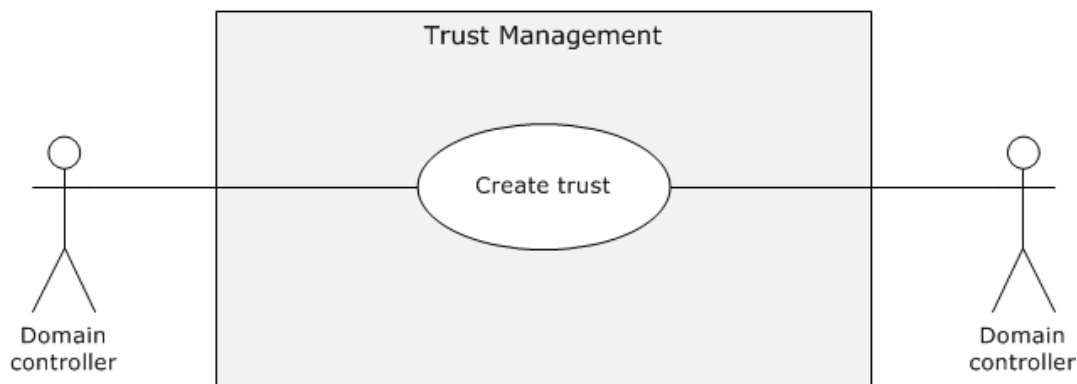 Trust Management
Create trust
Domain
controller
Domain
controller